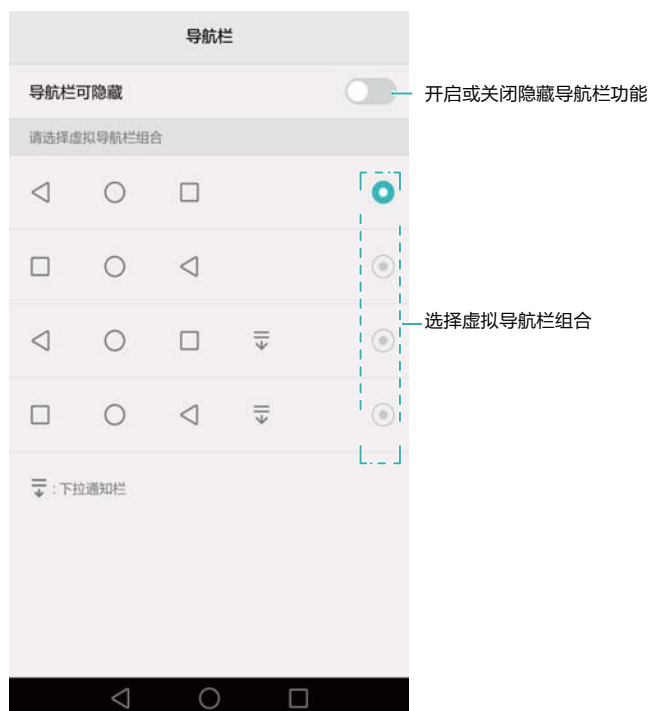 导航栏
导航栏可隐藏
开启或关闭隐藏导航栏功能
请选择虚拟导航栏组合
选择虚拟导航栏组合
:下拉通知栏